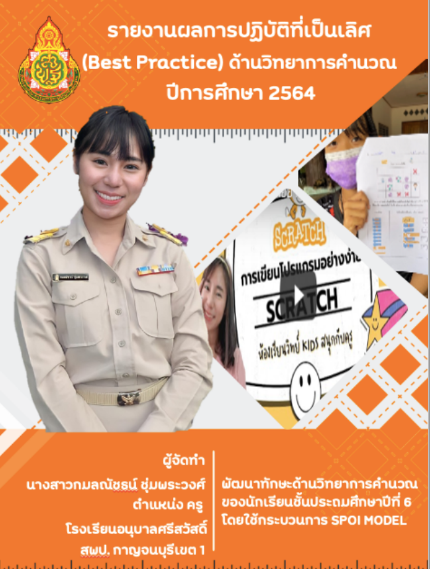 รายงานผลการปฏิบัติที่เป็นเลิศ
(Best Practice) ด้านวิทยาการคำนวณ
ปีการศึกษา 2564
SCRATCH
การเขียนโปรแกรมอย่างง่าย
SCRATCH
ห้องเรียนวิทย์ KIDS สนุกกับครู
ผู้จัดทำ
นางสาวกมลณัชธน์ ชุ่มพระวงศ์
ตำแหน่ง ครู
โรงเรียนอนุบาลศรีสวัสดิ์
สพป. กาญจนบุรีเขต 1
พัฒนาทักษะด้านวิทยาการคำนวณ
ของนักเรียนชั้นประถมศึกษาปีที่ 6
โดยใช้กระบวนการ SPOI MODEL